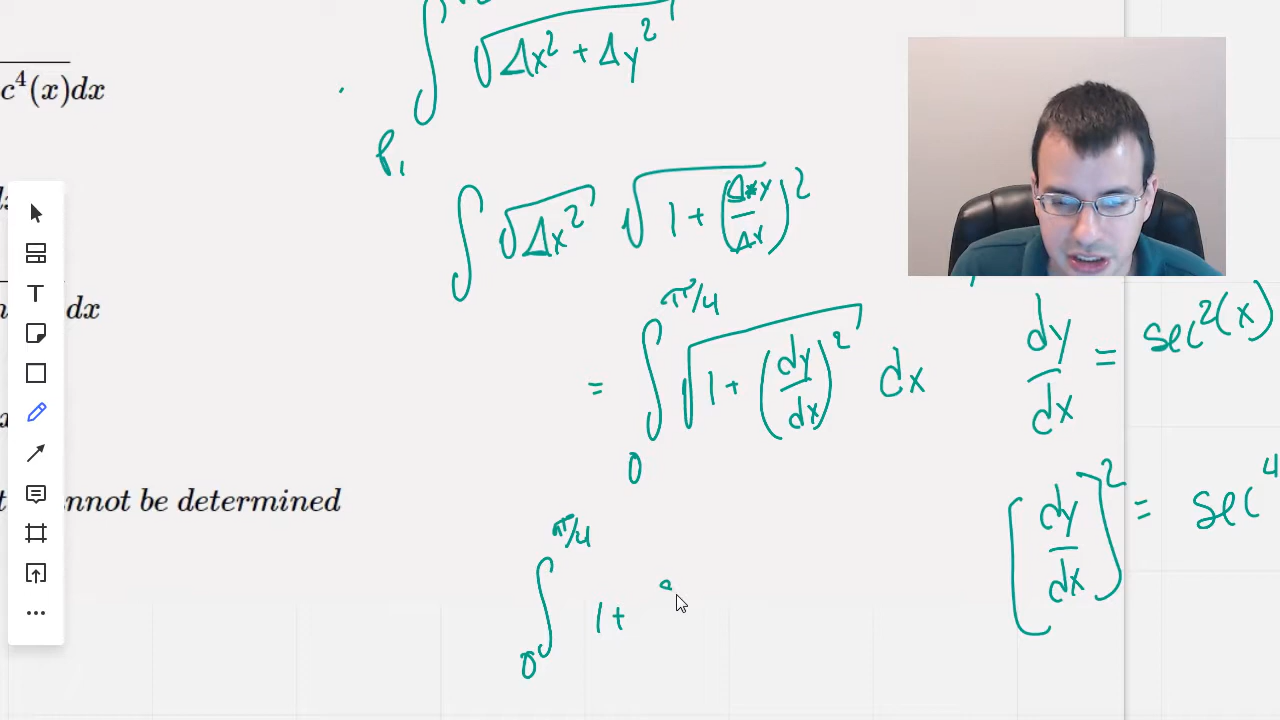 √Δx² + Δy²
c⁴(x)dx
P₁
∫ √Δx² √1 + (Δy/Δx)²
dx
= ∫₀^π/4 √1 + (dy/dx)² dx
dy/dx = sec²(x)
nnot be determined
[dy/dx]² = sec⁴
∫₀^π/4 1 +
T